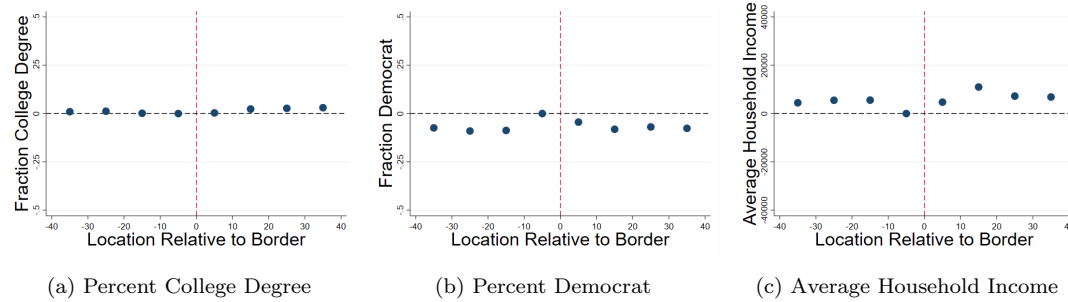 Fraction College Degree
.5
.25
0
-.25
-.5
-40 -30 -20 -10 0 10 20 30 40
Location Relative to Border
(a) Percent College Degree
Fraction Democrat
.5
.25
0
-.25
-.5
-40 -30 -20 -10 0 10 20 30 40
Location Relative to Border
(b) Percent Democrat
Average Household Income
40000
20000
0
-20000
-40000
-40 -30 -20 -10 0 10 20 30 40
Location Relative to Border
(c) Average Household Income